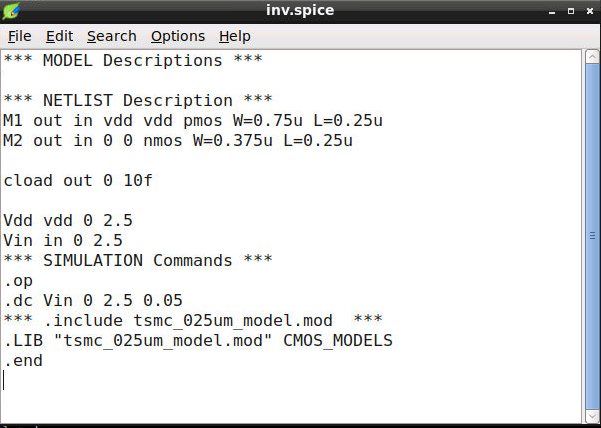 inv.spice
File Edit Search Options Help
*** MODEL Descriptions ***
*** NETLIST Description ***
M1 out in vdd vdd pmos W=0.75u L=0.25u
M2 out in 0 0 nmos W=0.375u L=0.25u
cload out 0 10f
Vdd vdd 0 2.5
Vin in 0 2.5
*** SIMULATION Commands ***
.op
.dc Vin 0 2.5 0.05
*** .include tsmc_025um_model.mod  ***
.LIB "tsmc_025um_model.mod" CMOS_MODELS
.end